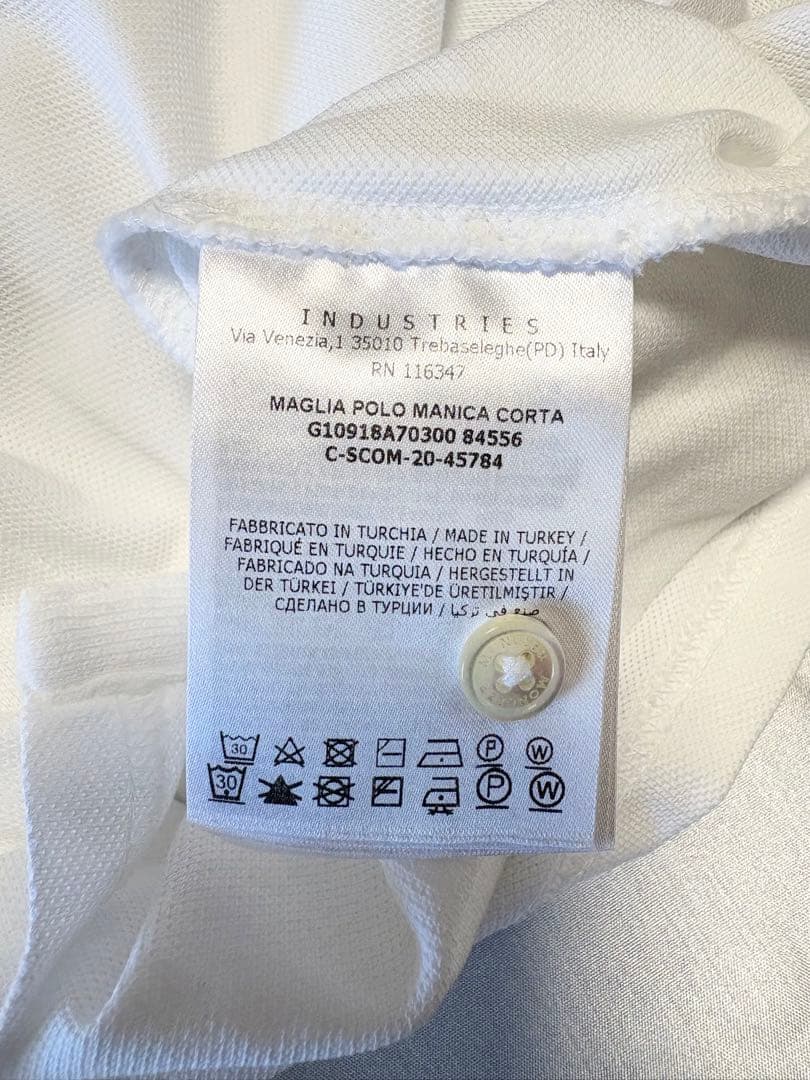 INDUSTRIES
Via Venezia,1 35010 Trebaseleghe(PD) Italy
RN 116347
MAGLIA POLO MANICA CORTA
G10918A70300 84556
C-SCOM-20-45784
FABBRICATO IN TURCHIA / MADE IN TURKEY /
FABRIQUÉ EN TURQUIE / HECHO EN TURQUÍA /
FABRICADO NA TURQUIA / HERGESTELLT IN
DER TÜRKEI / TÜRKIYE'DE ÜRETILMIŞTIR /
СДЕЛАНО В ТУРЦИИ / صنع في تركيا
30 P W
30 P W